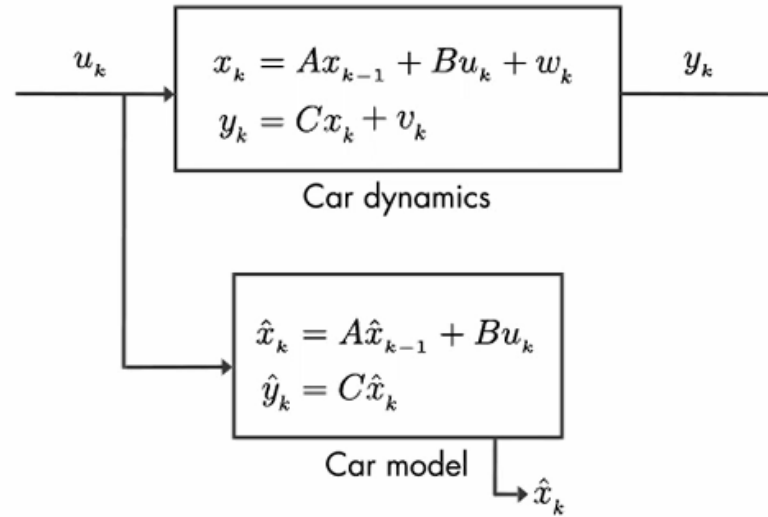 u_k
x_k = Ax_{k-1} + Bu_k + w_k
y_k
y_k = Cx_k + v_k
Car dynamics
x̂_k = Ax̂_{k-1} + Bu_k
ŷ_k = Cx̂_k
Car model
x̂_k